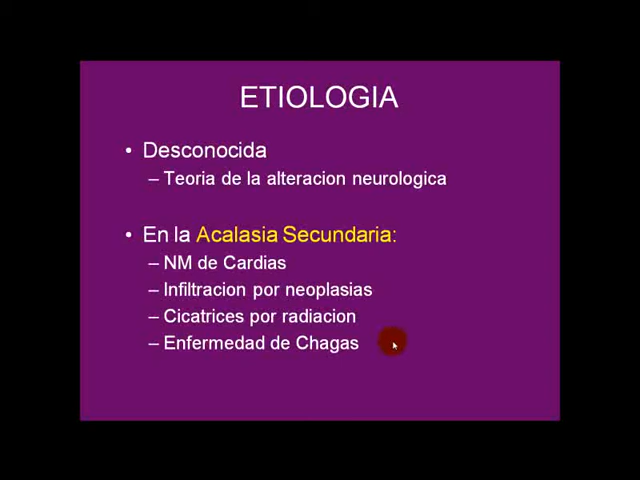 ETIOLOGIA
• Desconocida
– Teoria de la alteracion neurologica
• En la Acalasia Secundaria:
– NM de Cardias
– Infiltracion por neoplasias
– Cicatrices por radiacion
– Enfermedad de Chagas